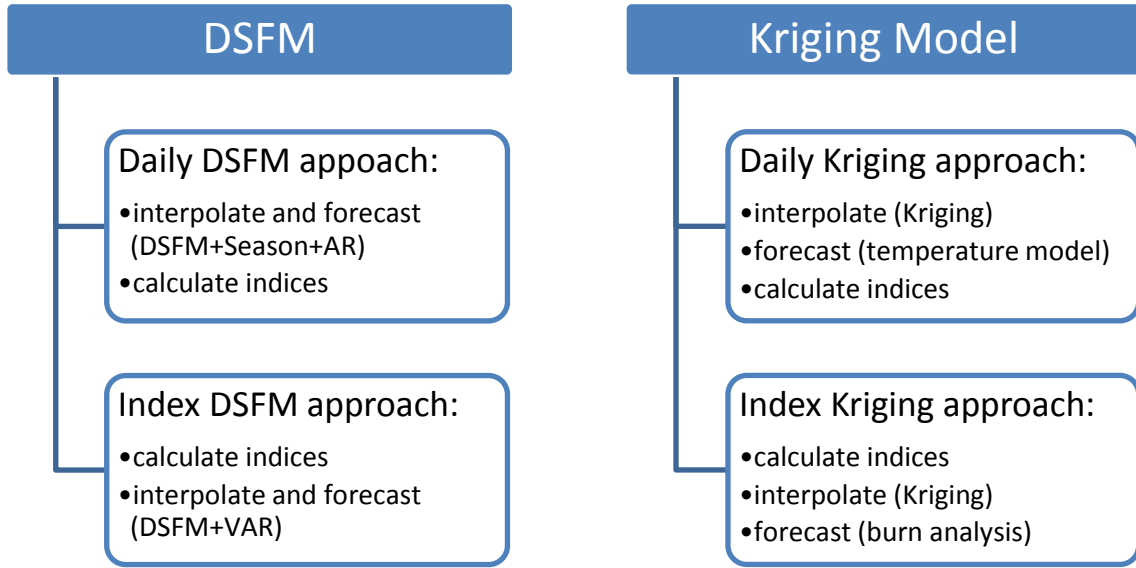 DSFM
Daily DSFM appoach:
•interpolate and forecast
(DSFM+Season+AR)
•calculate indices
Index DSFM approach:
•calculate indices
•interpolate and forecast
(DSFM+VAR)
Kriging Model
Daily Kriging approach:
•interpolate (Kriging)
•forecast (temperature model)
•calculate indices
Index Kriging approach:
•calculate indices
•interpolate (Kriging)
•forecast (burn analysis)